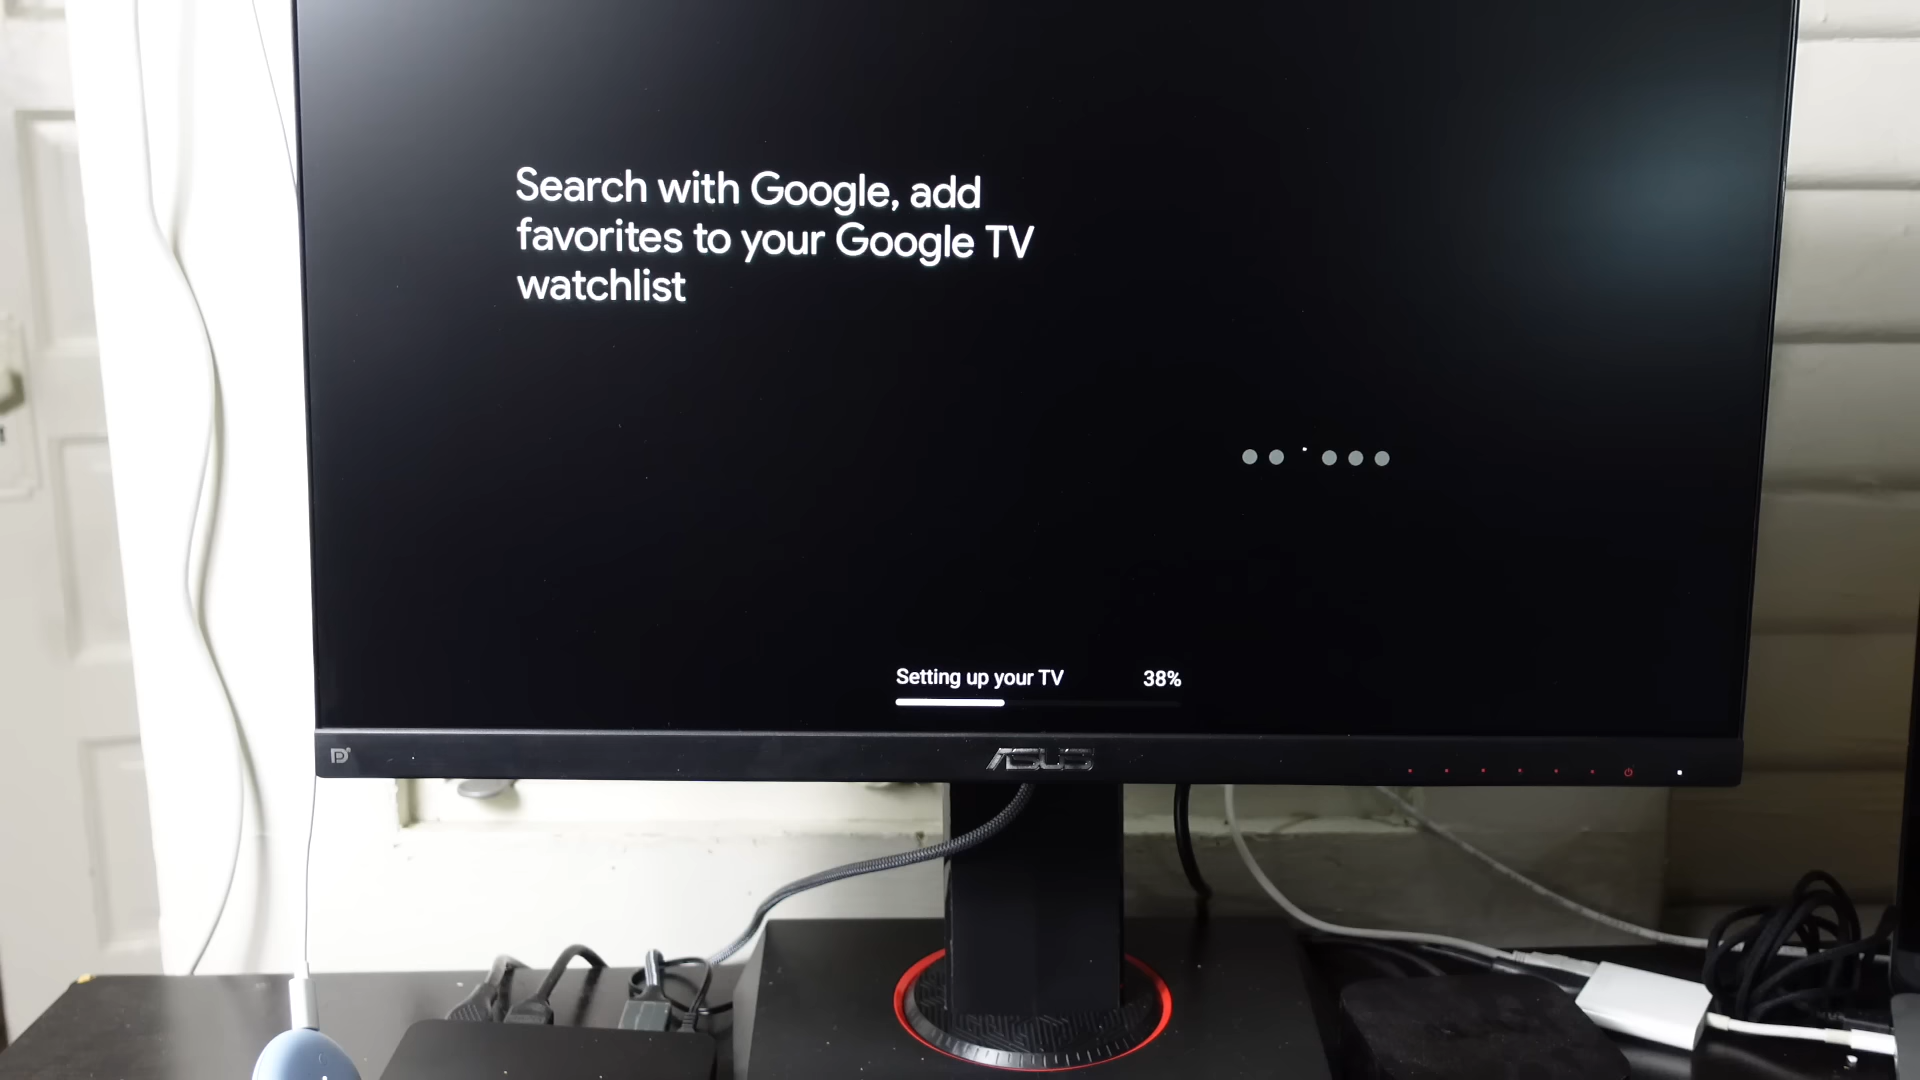 Search with Google, add
favorites to your Google TV
watchlist
Setting up your TV 38%
ASUS